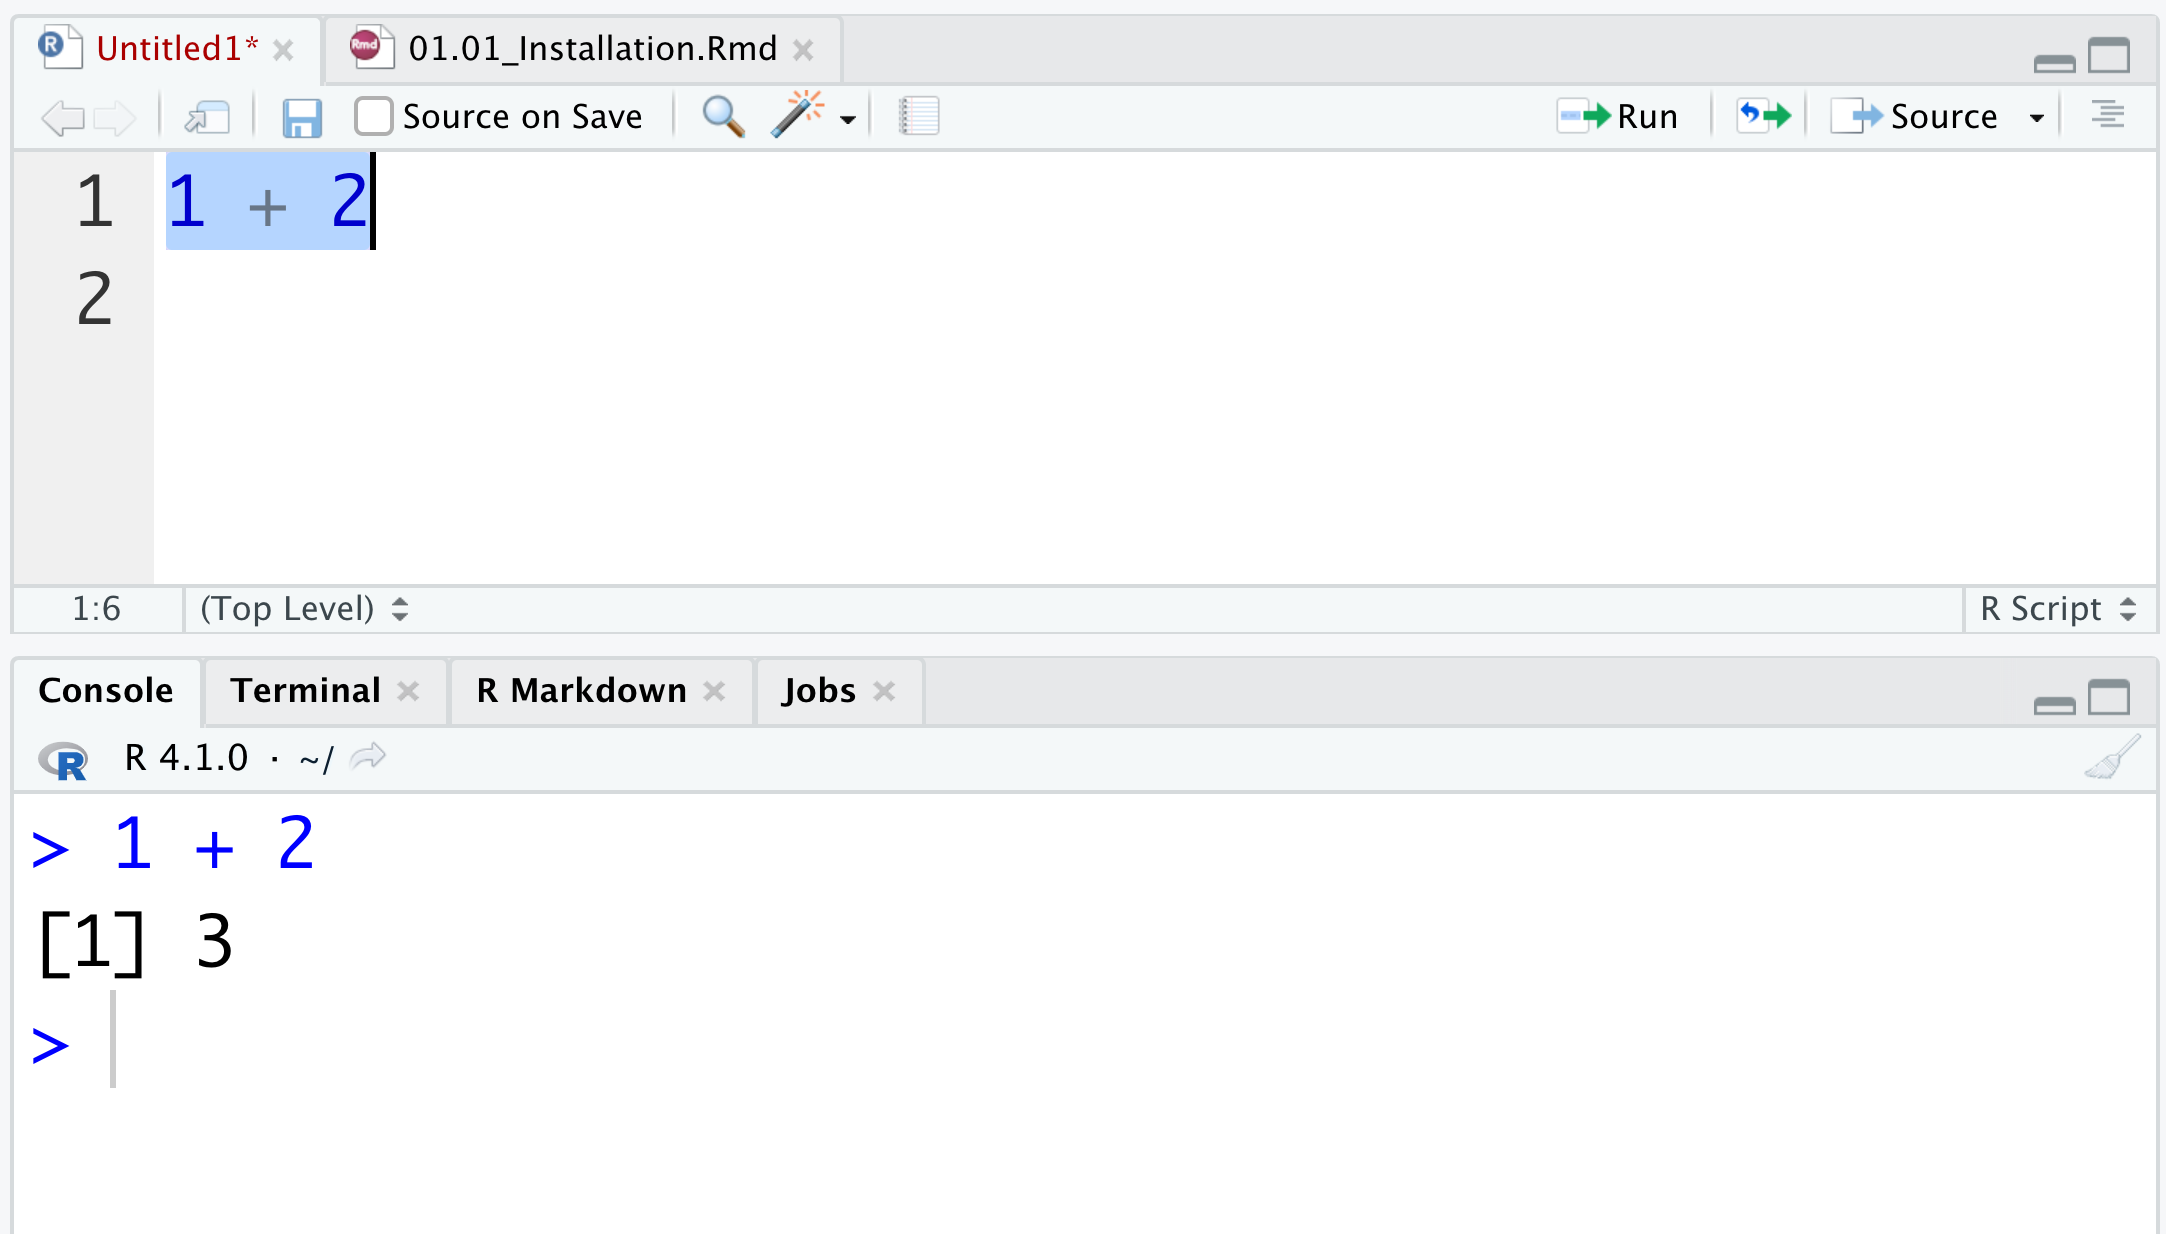 Untitled1* 01.01_Installation.Rmd
Source on Save Run Source
1 1 + 2
2
1:6 (Top Level) R Script
Console Terminal R Markdown Jobs
R R 4.1.0 · ~/
> 1 + 2
[1] 3
>